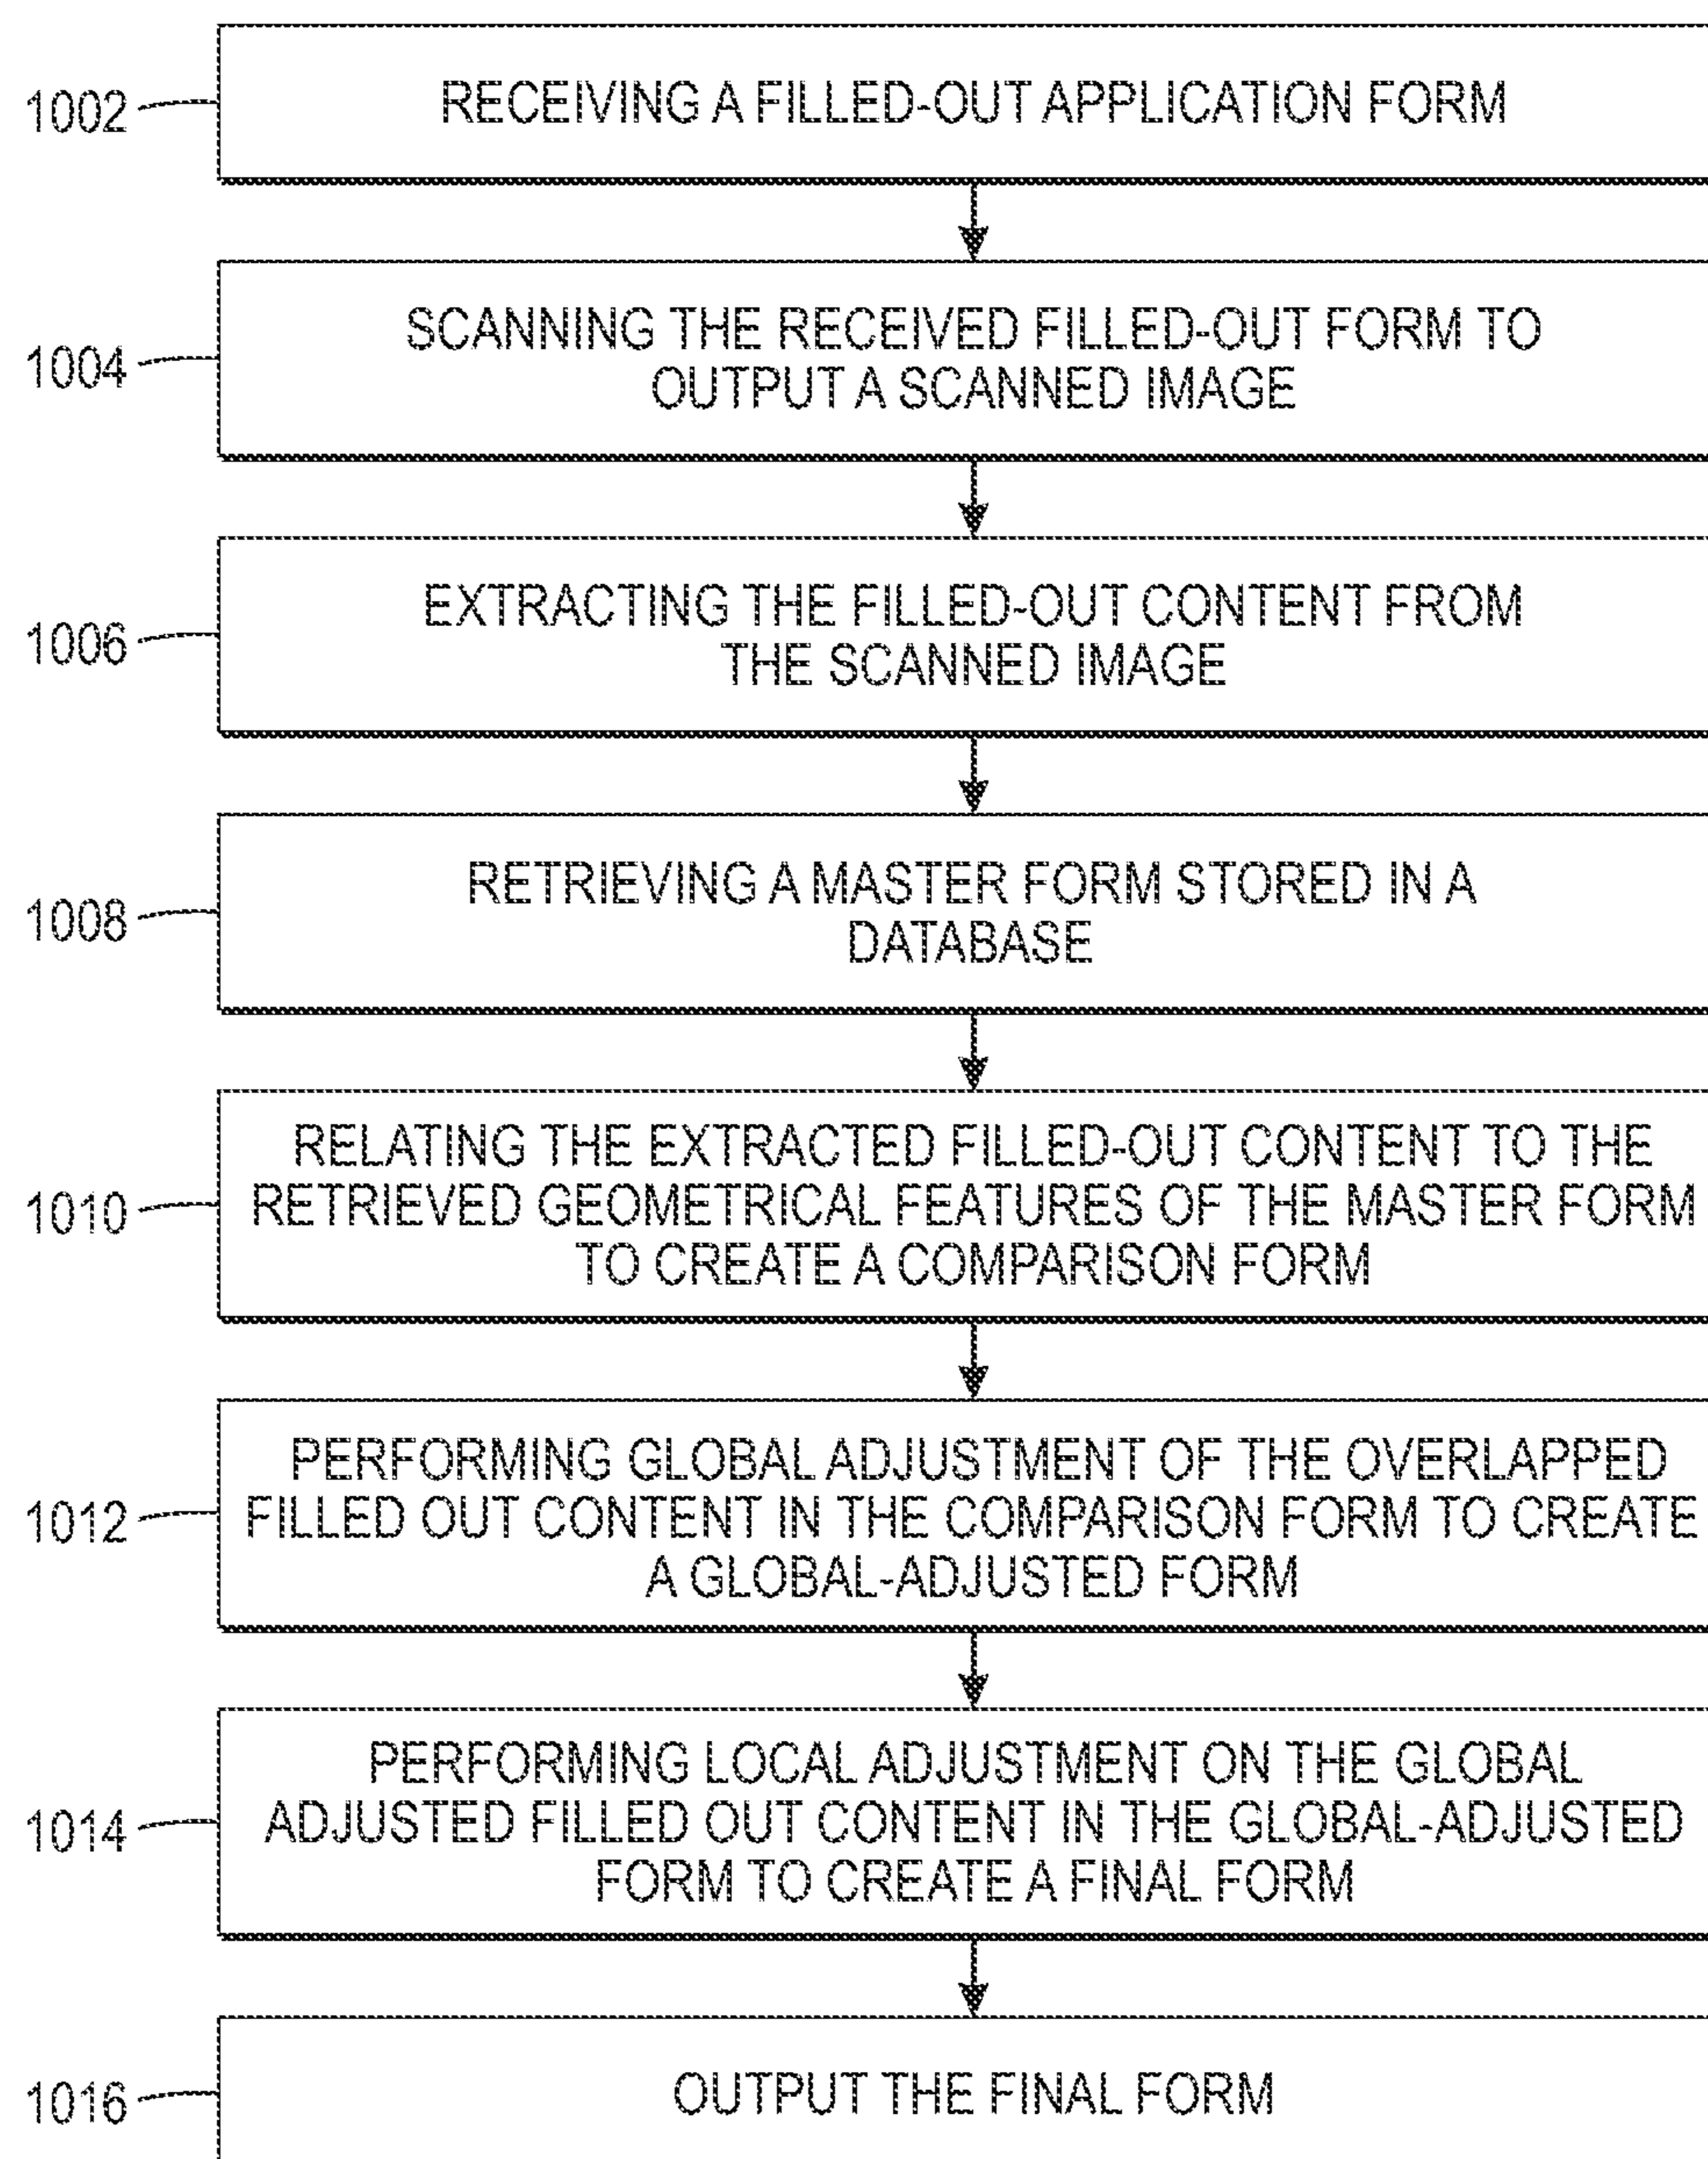 1002
RECEIVING A FILLED-OUT APPLICATION FORM
1004
SCANNING THE RECEIVED FILLED-OUT FORM TO
OUTPUT A SCANNED IMAGE
1006
EXTRACTING THE FILLED-OUT CONTENT FROM
THE SCANNED IMAGE
1008
RETRIEVING A MASTER FORM STORED IN A
DATABASE
1010
RELATING THE EXTRACTED FILLED-OUT CONTENT TO THE
RETRIEVED GEOMETRICAL FEATURES OF THE MASTER FORM
TO CREATE A COMPARISON FORM
1012
PERFORMING GLOBAL ADJUSTMENT OF THE OVERLAPPED
FILLED OUT CONTENT IN THE COMPARISON FORM TO CREATE
A GLOBAL-ADJUSTED FORM
1014
PERFORMING LOCAL ADJUSTMENT ON THE GLOBAL
ADJUSTED FILLED OUT CONTENT IN THE GLOBAL-ADJUSTED
FORM TO CREATE A FINAL FORM
1016
OUTPUT THE FINAL FORM